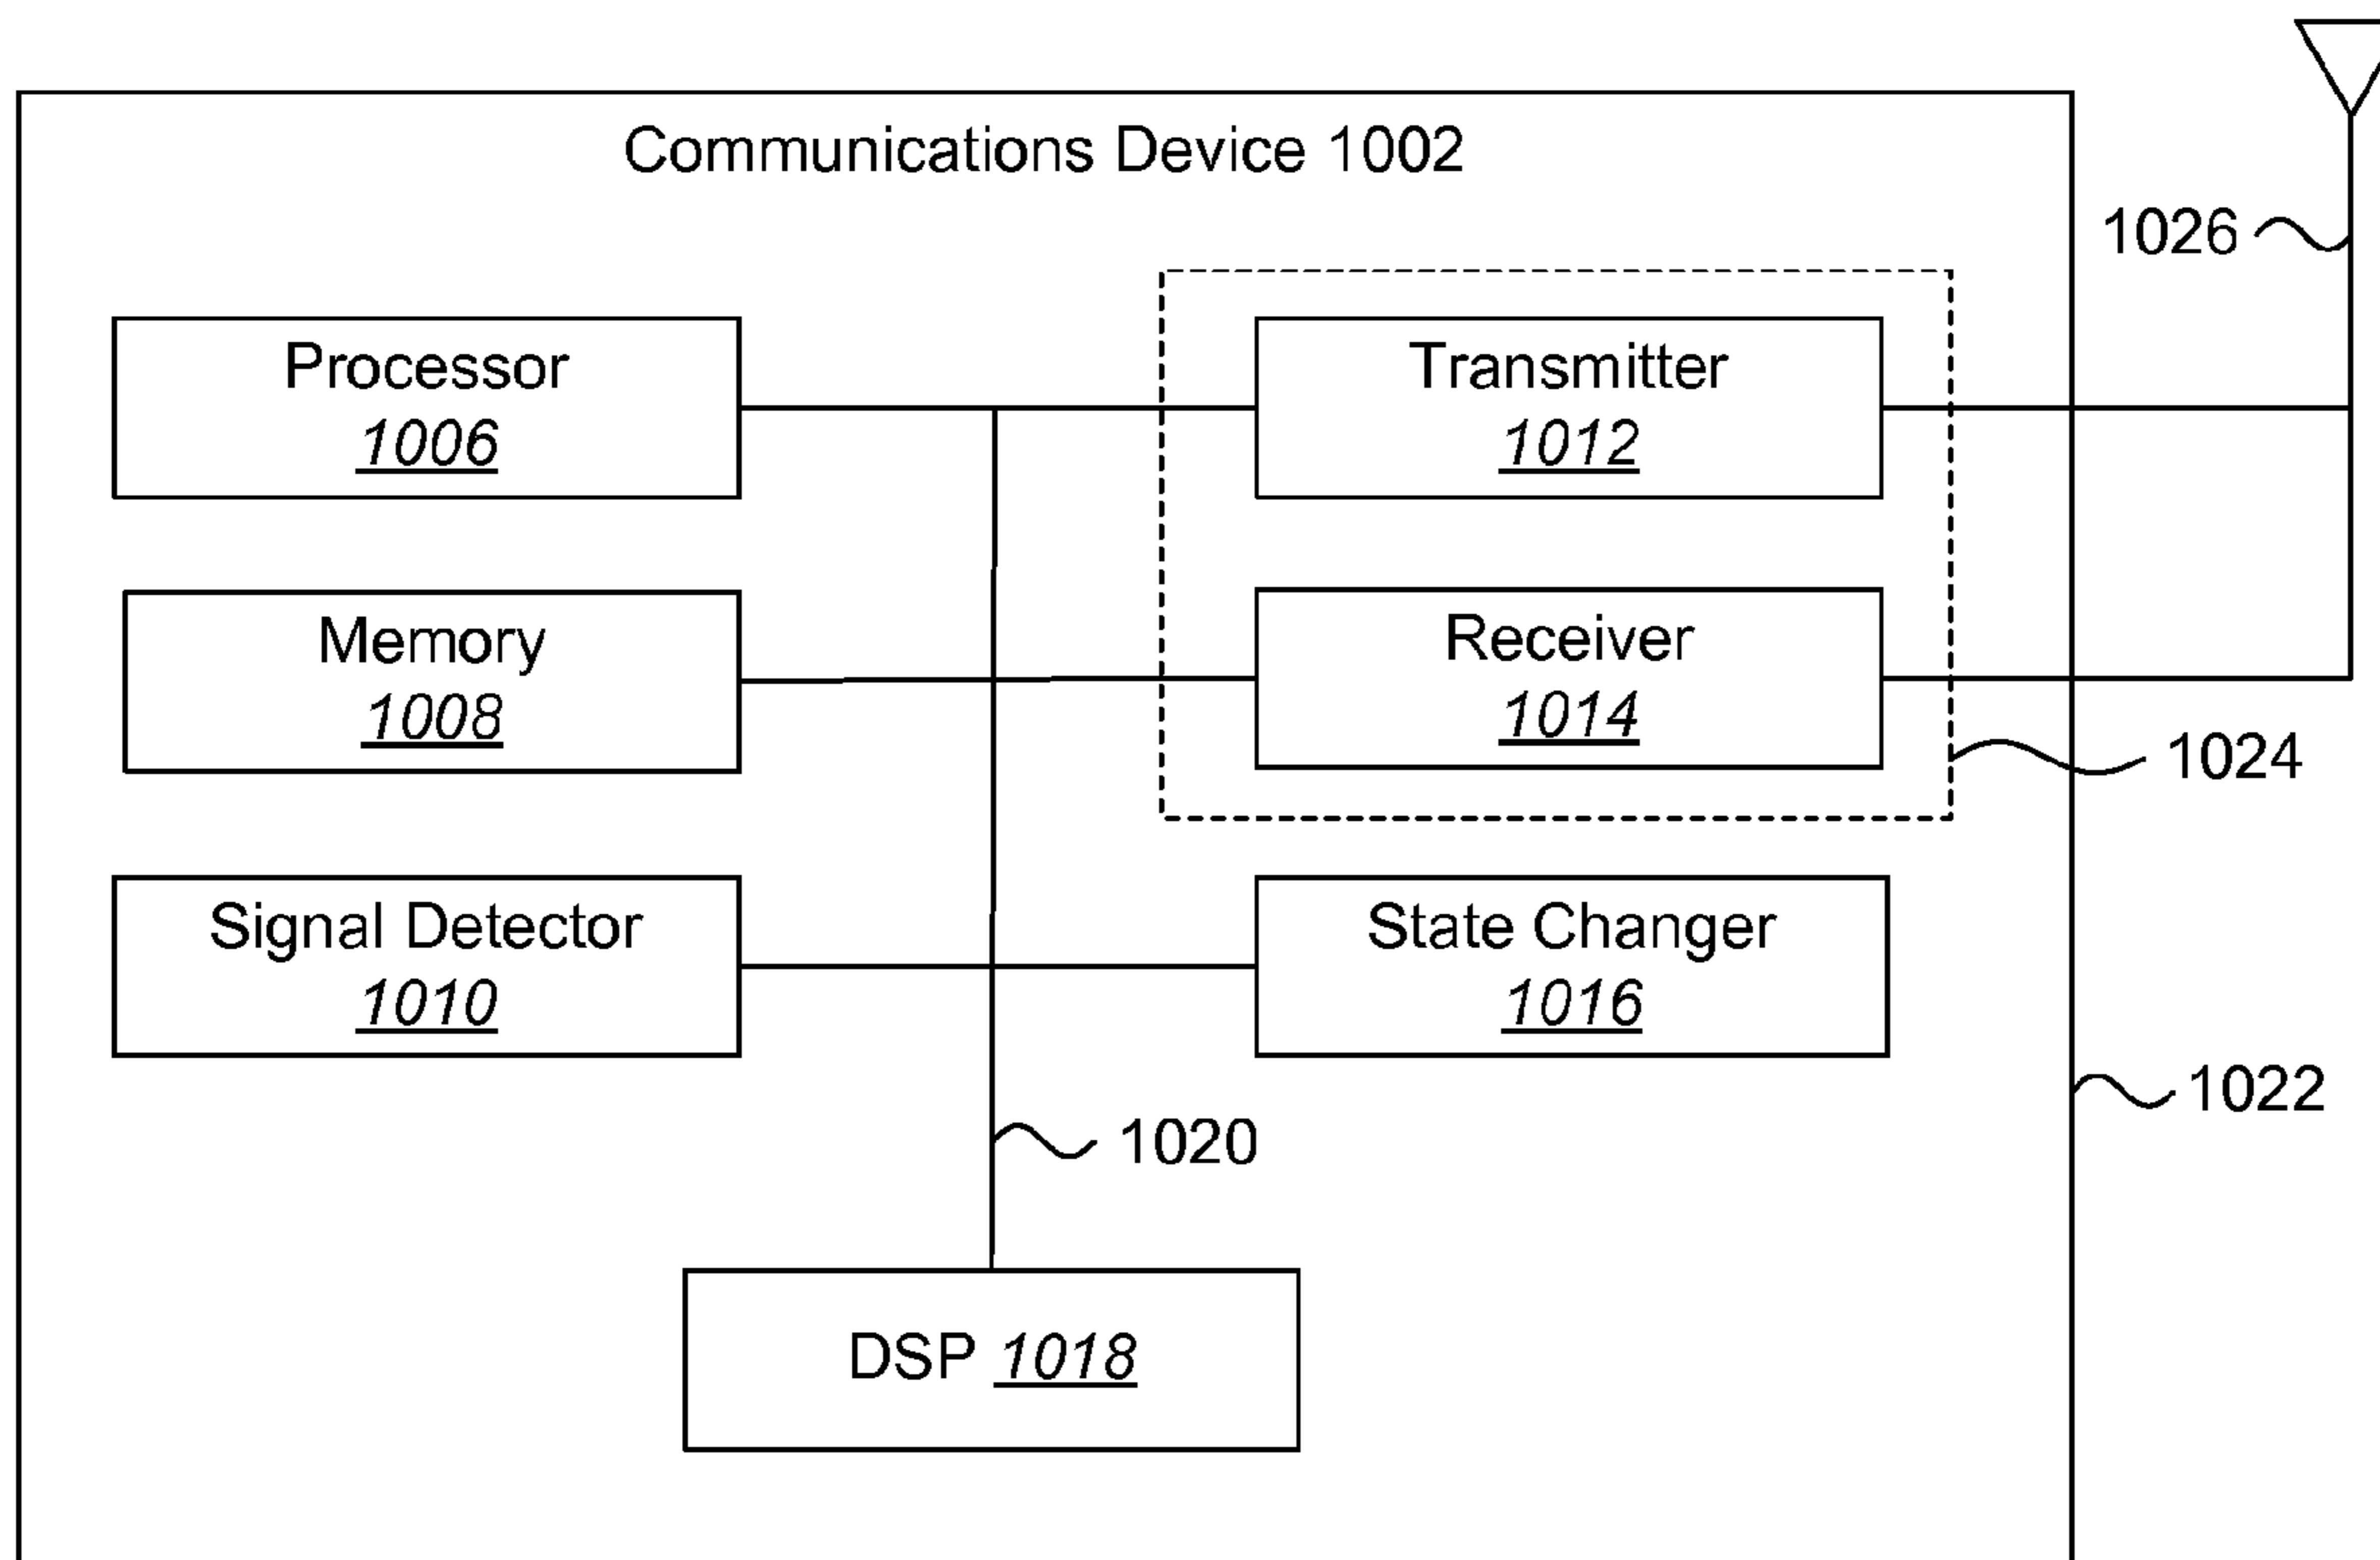 Communications Device 1002
1026
Processor
1006
Transmitter
1012
Memory
1008
Receiver
1014
1024
Signal Detector
1010
State Changer
1016
1022
1020
DSP 1018